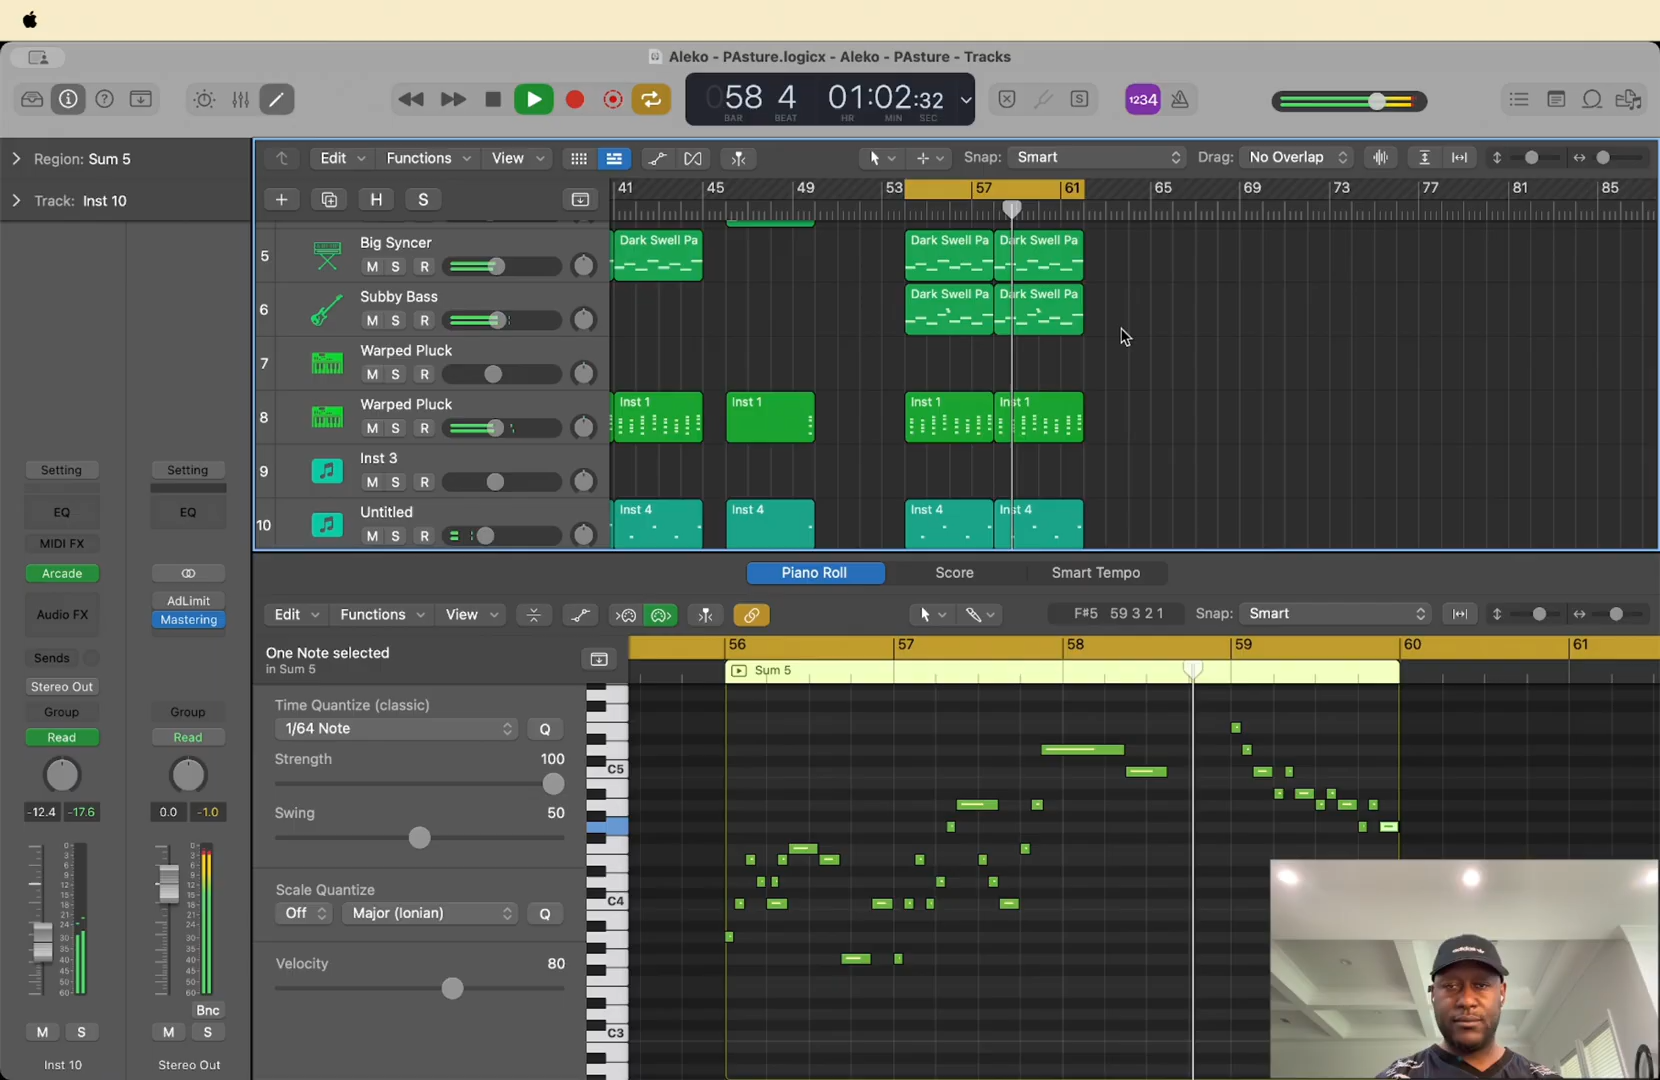 Aleko - PAsture.logicx - Aleko - PAsture - Tracks
58 4 01:02:32
BAR BEAT HR MIN SEC
1234
S
Region: Sum 5
Edit Functions View
Snap: Smart
Drag: No Overlap
Track: Inst 10
H S
41 45 49 53 57 61 65 69 73 77 81 85
5 Big Syncer
M S R
Dark Swell Pa Dark Swell Pa Dark Swell Pa
6 Subby Bass
M S R
Dark Swell Pa Dark Swell Pa
7 Warped Pluck
M S R
8 Warped Pluck
M S R
Inst 1 Inst 1 Inst 1 Inst 1
9 Inst 3
M S R
10 Untitled
M S R
Inst 4 Inst 4 Inst 4 Inst 4
Setting Setting
EQ EQ
MIDI FX
Arcade
AdLimit
Audio FX
Mastering
Sends
Stereo Out
Group Group
Read Read
-12.4 -17.6 0.0 -1.0
Bnc
M S M S
Inst 10 Stereo Out
Piano Roll Score Smart Tempo
Edit Functions View
F#5 59 3 2 1
Snap: Smart
One Note selected
in Sum 5
56 57 58 59 60 61
Sum 5
Time Quantize (classic)
1/64 Note Q
Strength 100
Swing 50
Scale Quantize
Off Major (Ionian) Q
Velocity 80
C5
C4
C3
adidas